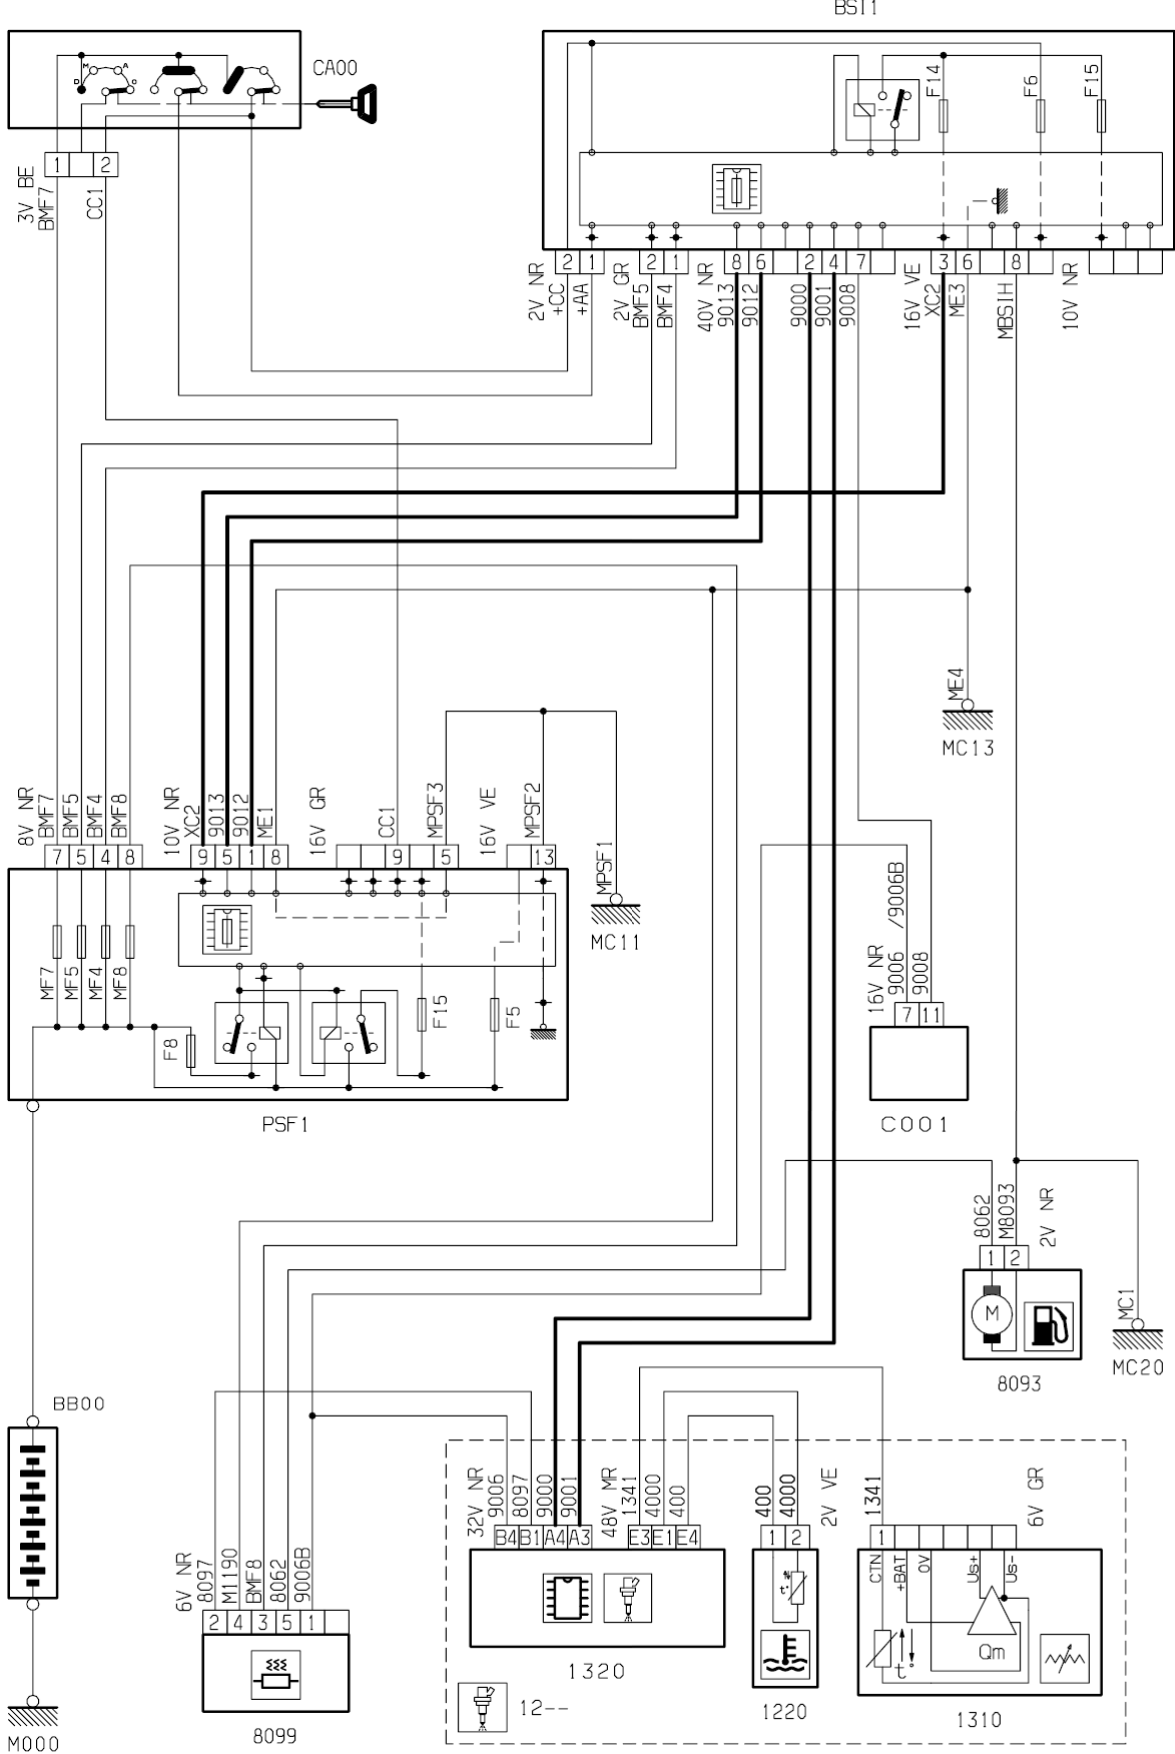 BSI1
CA00
M A
D O
F14
F6
F15
1 2
3V BE
BMF7
CC1
2 1 2 1 8 6 2 4 7 3 6 8
2V NR
+CC
+AA
2V GR
BMF5
BMF4
40V NR
9013
9012
9000
9001
9008
16V VE
XC2
ME3
MBSIH
10V NR
ME4
MC13
8V NR
BMF7
BMF5
BMF4
BMF8
10V NR
XC2
9013
9012
ME1
16V GR
CC1
MPSF3
16V VE
MPSF2
7 5 4 8 9 5 1 8 9 5 13
MPSF1
MC11
MF7
MF5
MF4
MF8
F8
F15
F5
PSF1
16V NR
9006 /9006B
9008
7 11
C001
8062
M8093
2V NR
1 2
M
8093
MC1
MC20
BB00
M000
6V NR
8097
M1190
BMF8
8062
9006B
2 4 3 5 1
8099
32V NR
9006
8097
9000
9001
48V MR
1341
4000
400
B4 B1 A4 A3 E3 E1 E4
1320
12--
400
4000
2V VE
1 2
t°
1220
1341
6V GR
1
CTN
+BAT
0V
Us+
Us-
t°
Qm
1310